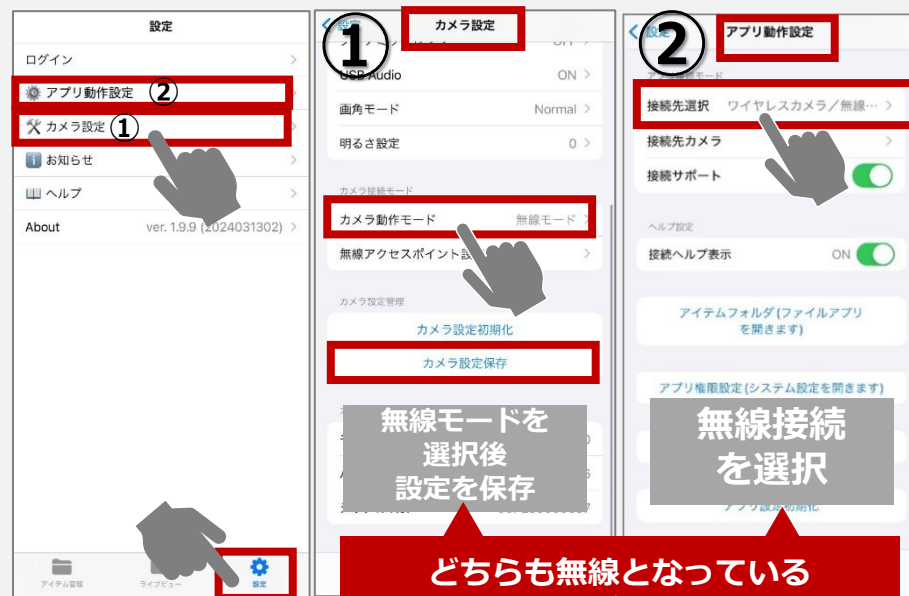 設定
ログイン
アプリ動作設定 ②
カメラ設定 ①
お知らせ
ヘルプ
About ver. 1.9.9 (2024031302)
アイテム管理
ライブビュー
設定
①
カメラ設定
USB Audio ON
画角モード Normal
明るさ設定 0
カメラ接続モード
カメラ動作モード 無線モード
無線アクセスポイント設
カメラ設定管理
カメラ設定初期化
カメラ設定保存
無線モードを
選択後
設定を保存
②
アプリ動作設定
接続先選択 ワイヤレスカメラ／無線…
接続先カメラ
接続サポート
ヘルプ設定
接続ヘルプ表示 ON
アイテムフォルダ(ファイルアプリ
を開きます)
アプリ権限設定(システム設定を開きます)
無線接続
を選択
アプリ設定初期化
どちらも無線となっている